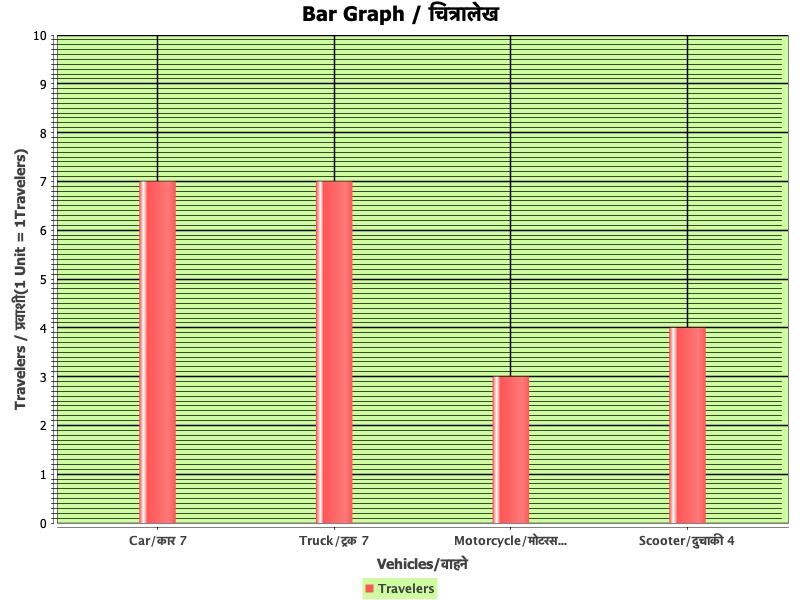 Bar Graph / चित्रालेख
Travelers / प्रवाशी(1 Unit = 1Travelers)
10
9
8
7
6
5
4
3
2
1
0
Car/कार 7 Truck/ट्रक 7 Motorcycle/मोटरस... Scooter/दुचाकी 4
Vehicles/वाहने
Travelers